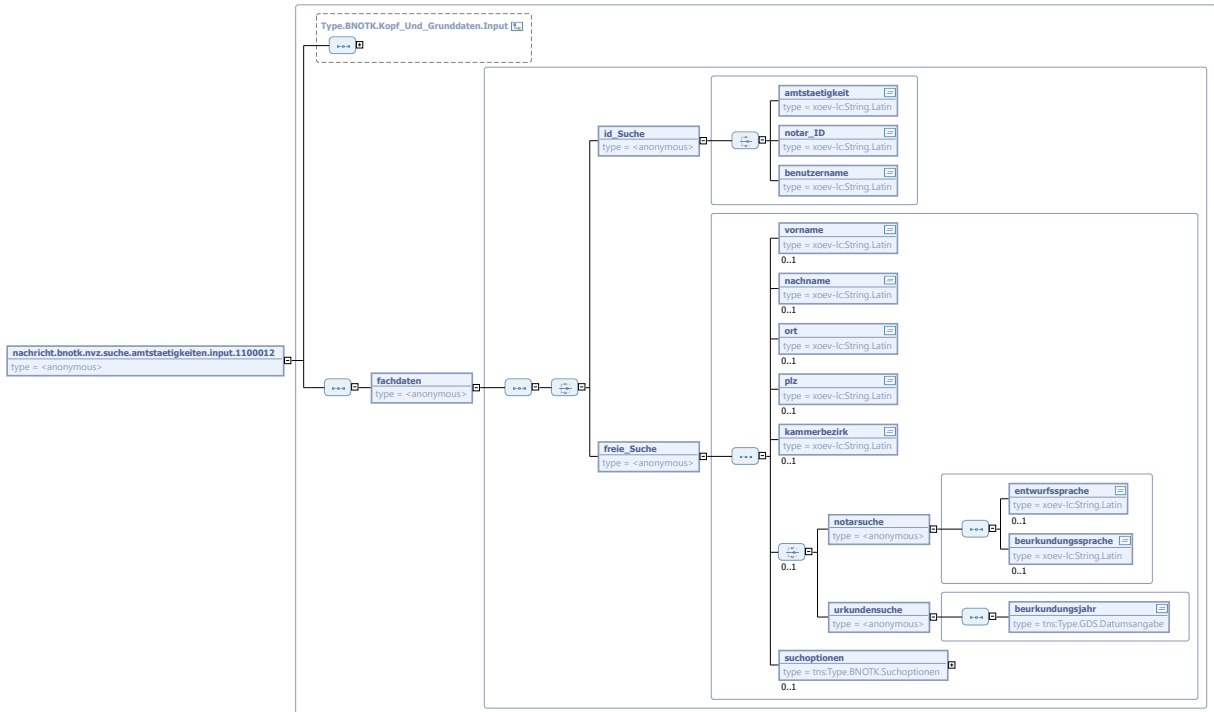 Type.BNOTK.Kopf_Und_Grunddaten.Input
amtstaetigkeit
type = xoev-lc:String.Latin
id_Suche
type = <anonymous>
notar_ID
type = xoev-lc:String.Latin
benutzername
type = xoev-lc:String.Latin
vorname
type = xoev-lc:String.Latin
0..1
nachname
type = xoev-lc:String.Latin
0..1
ort
type = xoev-lc:String.Latin
0..1
nachricht.bnotk.nvz.suche.amtstaetigkeiten.input.1100012
type = <anonymous>
fachdaten
type = <anonymous>
plz
type = xoev-lc:String.Latin
0..1
kammerbezirk
type = xoev-lc:String.Latin
0..1
freie_Suche
type = <anonymous>
entwurfssprache
type = xoev-lc:String.Latin
0..1
notarsuche
type = <anonymous>
beurkundungssprache
type = xoev-lc:String.Latin
0..1
0..1
urkundensuche
type = <anonymous>
beurkundungsjahr
type = tns:Type.GDS.Datumsangabe
suchoptionen
type = tns:Type.BNOTK.Suchoptionen
0..1